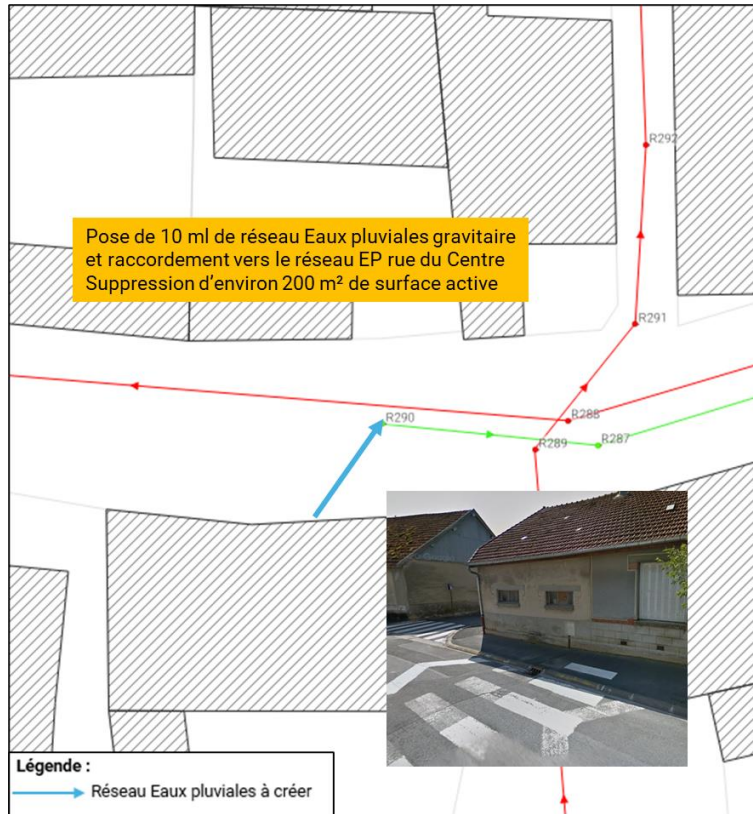 R292
Pose de 10 ml de réseau Eaux pluviales gravitaire
et raccordement vers le réseau EP rue du Centre
Suppression d'environ 200 m² de surface active
R291
R288
R290
R289
R287
Légende :
Réseau Eaux pluviales à créer